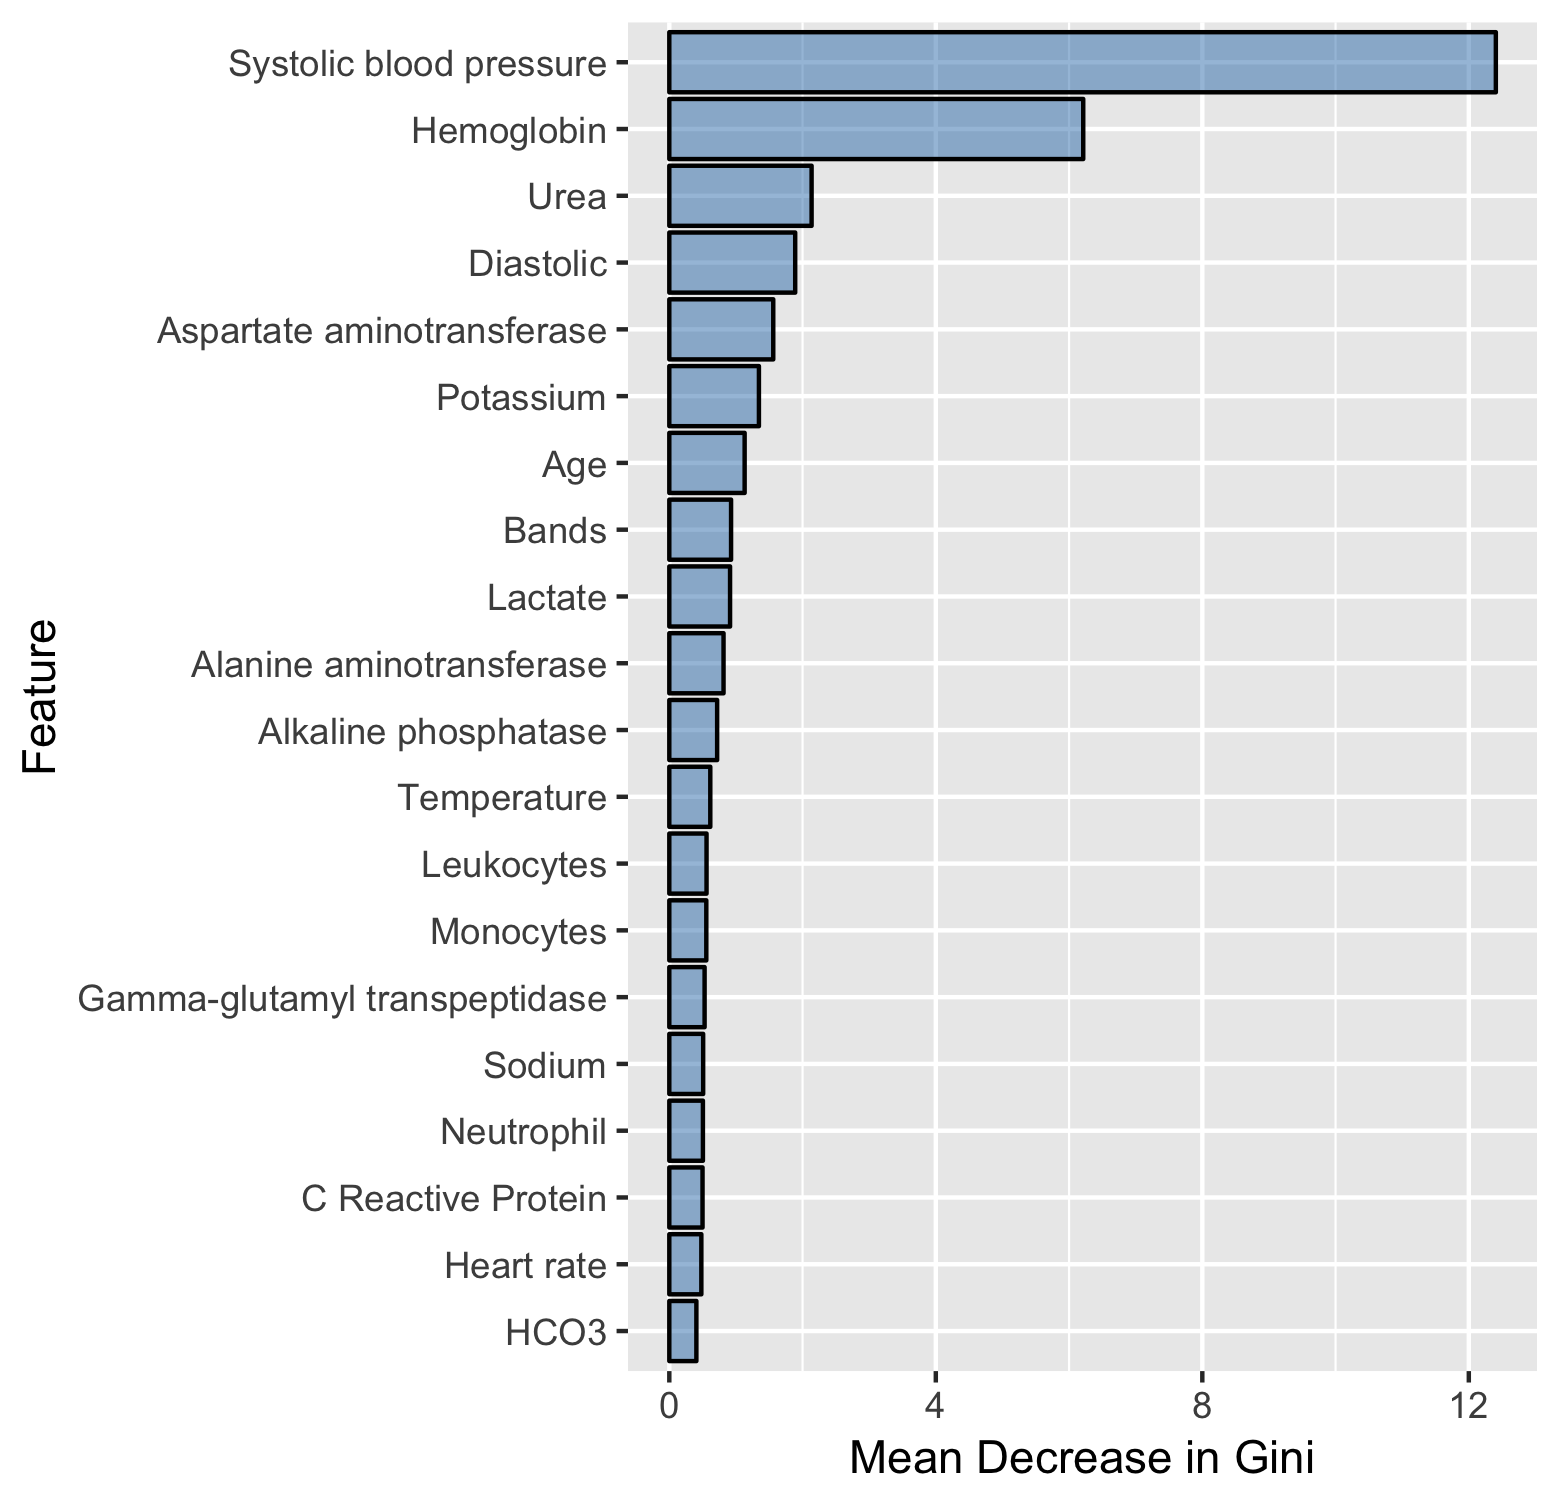 Systolic blood pressure
Hemoglobin
Urea
Diastolic
Aspartate aminotransferase
Potassium
Age
Bands
Lactate
Alanine aminotransferase
Alkaline phosphatase
Temperature
Leukocytes
Monocytes
Gamma-glutamyl transpeptidase
Sodium
Neutrophil
C Reactive Protein
Heart rate
HCO3
Feature
0 4 8 12
Mean Decrease in Gini